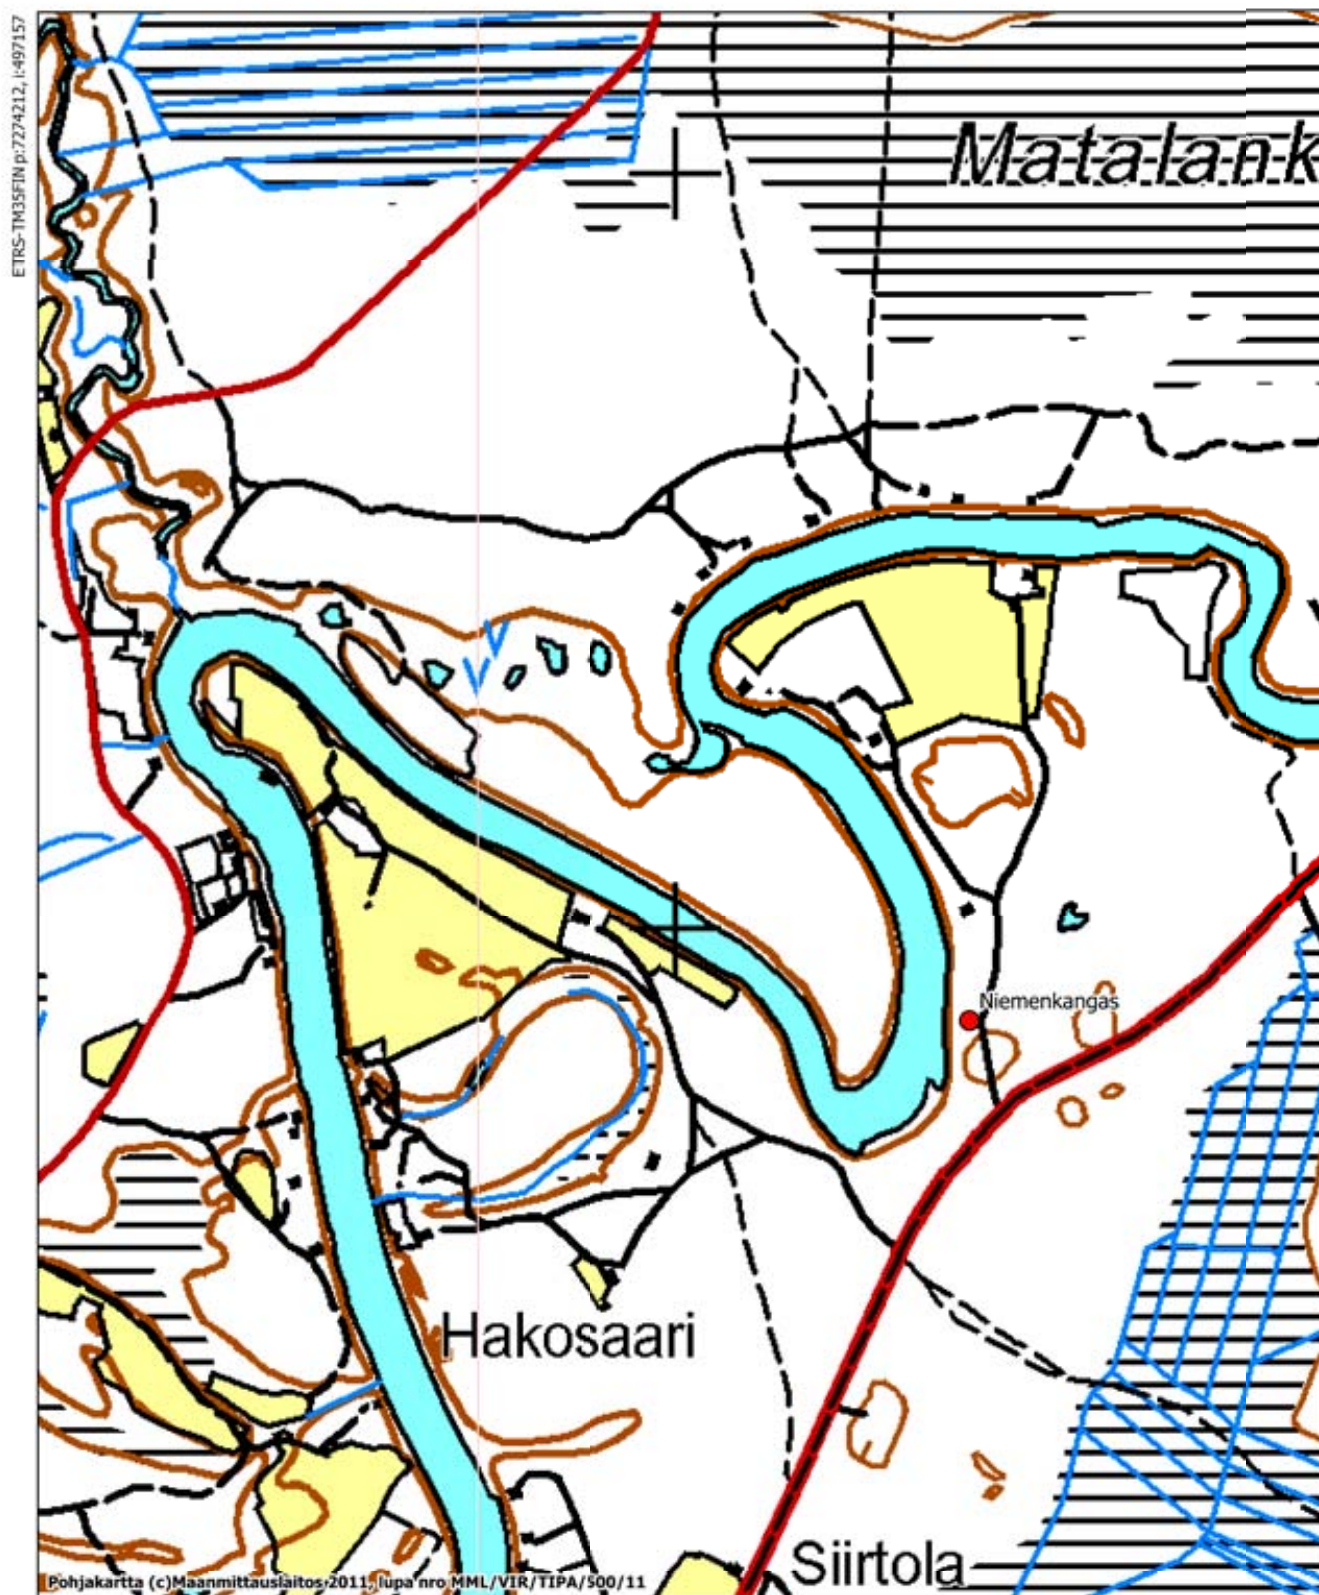 ETRS-TM35FIN p:7274212, i:497157
Matalank
Niemenkangas
Hakosaari
Siirtola
Pohjakartta (c)Maanmittauslaitos 2011, lupa nro MML/VIR/TIPA/500/11